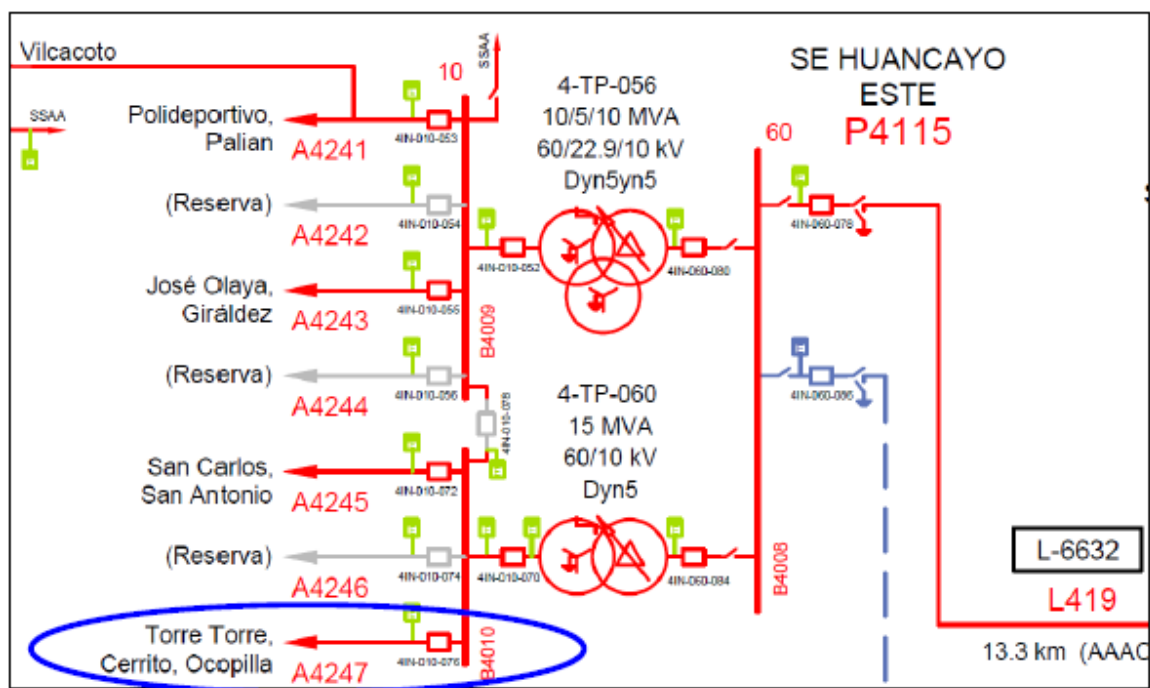 Vilcacoto
SSAA
10
SSAA
Polideportivo,
Palian
A4241
4IN-010-053
(Reserva)
A4242
4IN-010-054
José Olaya,
Giráldez
A4243
4IN-010-055
(Reserva)
A4244
4IN-010-056
San Carlos,
San Antonio
A4245
4IN-010-072
(Reserva)
A4246
4IN-010-074
Torre Torre,
Cerrito, Ocopilla
A4247
4IN-010-076
B4009
4IN-010-078
B4010
4-TP-056
10/5/10 MVA
60/22.9/10 kV
Dyn5yn5
4IN-010-052
4IN-060-080
4-TP-060
15 MVA
60/10 kV
Dyn5
4IN-010-070
4IN-060-084
60
B4008
SE HUANCAYO
ESTE
P4115
4IN-060-078
4IN-060-086
L-6632
L419
13.3 km (AAAC